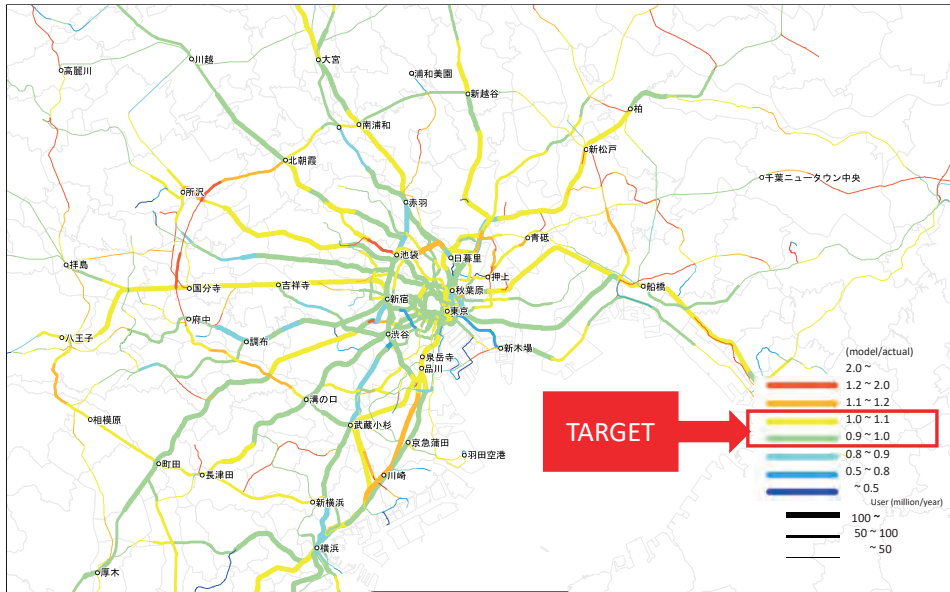 高麗川
川越
大宮
浦和美園
新越谷
柏
南浦和
新松戸
北朝霞
千葉ニュータウン中央
所沢
赤羽
青砥
池袋
日暮里
拝島
押上
国分寺
吉祥寺
秋葉原
船橋
新宿
東京
府中
八王子
調布
渋谷
新木場
泉岳寺
品川
(model/actual)
2.0 ~
1.2 ~ 2.0
1.1 ~ 1.2
1.0 ~ 1.1
0.9 ~ 1.0
0.8 ~ 0.9
0.5 ~ 0.8
~ 0.5
TARGET
溝の口
相模原
武蔵小杉
京急蒲田
羽田空港
町田
長津田
川崎
新横浜
User (million/year)
100 ~
50 ~ 100
~ 50
横浜
厚木